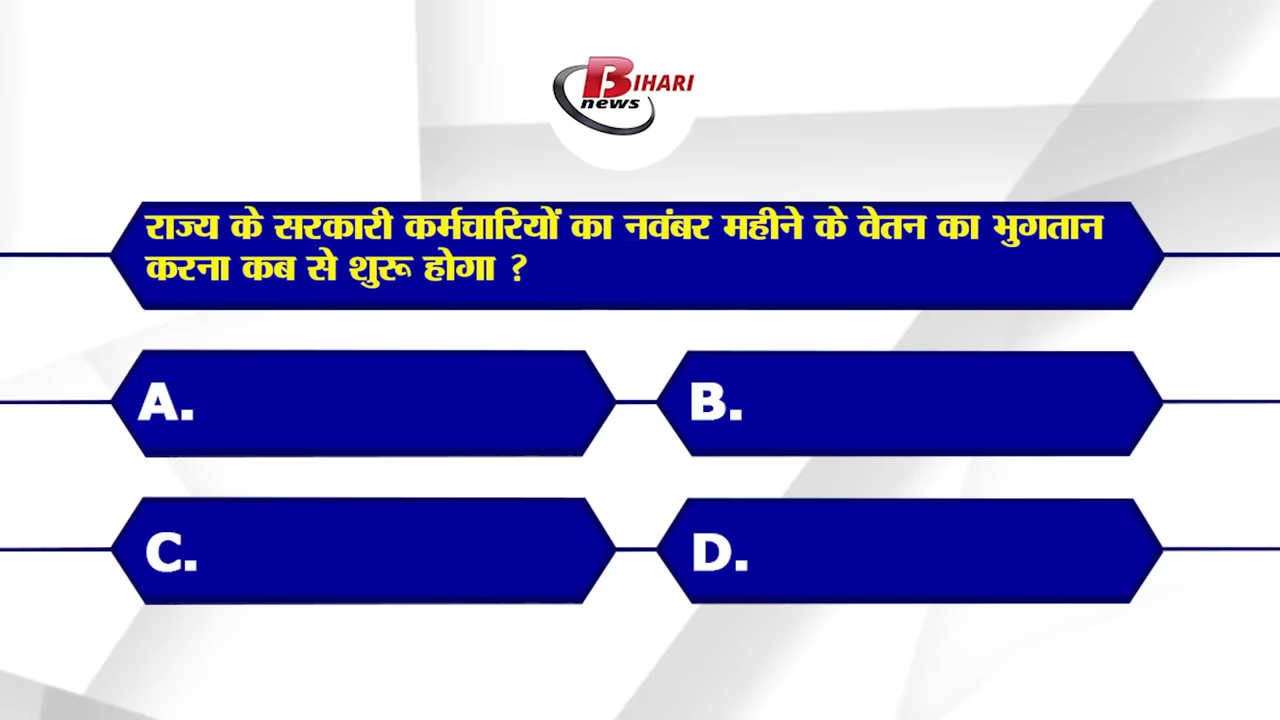 BIHARI
news
राज्य के सरकारी कर्मचारियों का नवंबर महीने के वेतन का भुगतान
करना कब से शुरू होगा ?
A.
B.
C.
D.